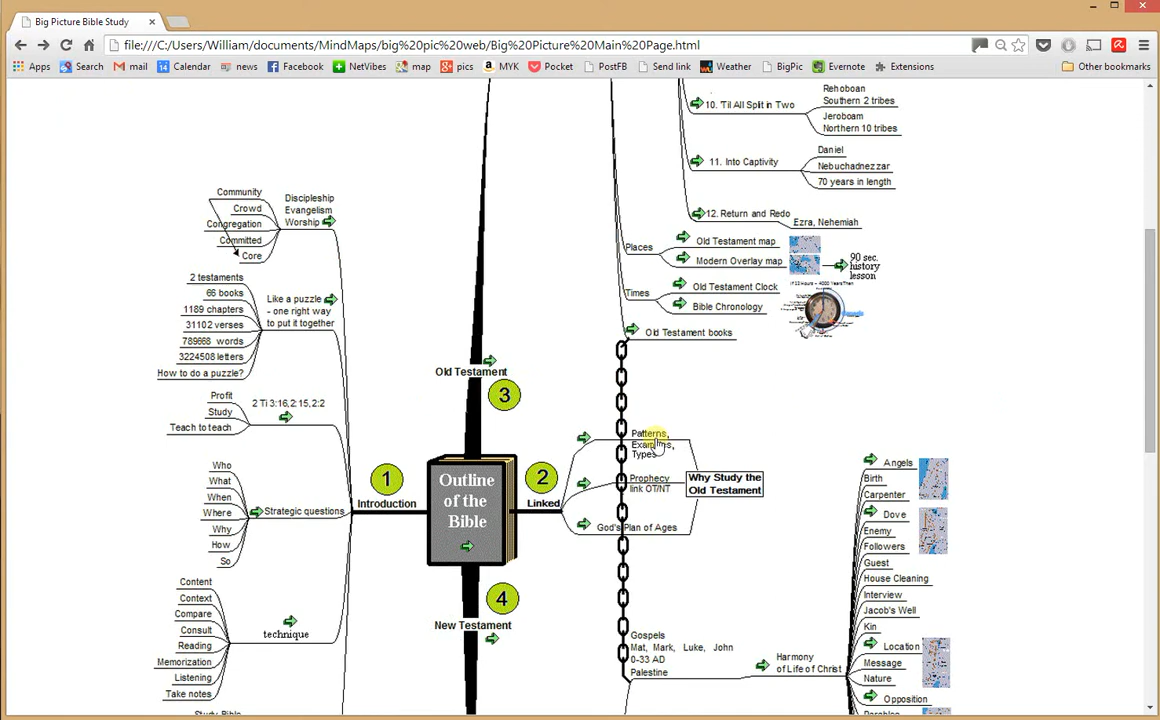 Big Picture Bible Study
file:///C:/Users/William/documents/MindMaps/big%20pic%20web/Big%20Picture%20Main%20Page.html
Apps Search mail Calendar news Facebook NetVibes map pics MYK Pocket PostFB Send link Weather BigPic Evernote Extensions Other bookmarks
10. 'Til All Split in Two
Rehoboan
Southern 2 tribes
Jeroboam
Northern 10 tribes
11. Into Captivity
Daniel
Nebuchadnezzar
70 years in length
12. Return and Redo
Ezra, Nehemiah
Places
Old Testament map
Modern Overlay map
90 sec.
history
lesson
Times
Old Testament Clock
Bible Chronology
Old Testament books
Community
Crowd
Congregation
Committed
Core
Discipleship
Evangelism
Worship
2 testaments
66 books
1189 chapters
31102 verses
789668 words
3224508 letters
How to do a puzzle?
Like a puzzle
- one right way
to put it together
Profit
Study
Teach to teach
2 Ti 3:16,2:15,2:2
Who
What
When
Where
Why
How
So
Strategic questions
Content
Context
Compare
Consult
Reading
Memorization
Listening
Take notes
technique
Study Bible
Old Testament
3
1
Introduction
Outline
of the
Bible
2
Linked
4
New Testament
Patterns,
Types
Prophecy
link OT/NT
God's Plan of Ages
Why Study the
Old Testament
Gospels
Mat, Mark, Luke, John
0-33 AD
Palestine
Harmony
of Life of Christ
Angels
Birth
Carpenter
Dove
Enemy
Followers
Guest
House Cleaning
Interview
Jacob's Well
Kin
Location
Message
Nature
Opposition